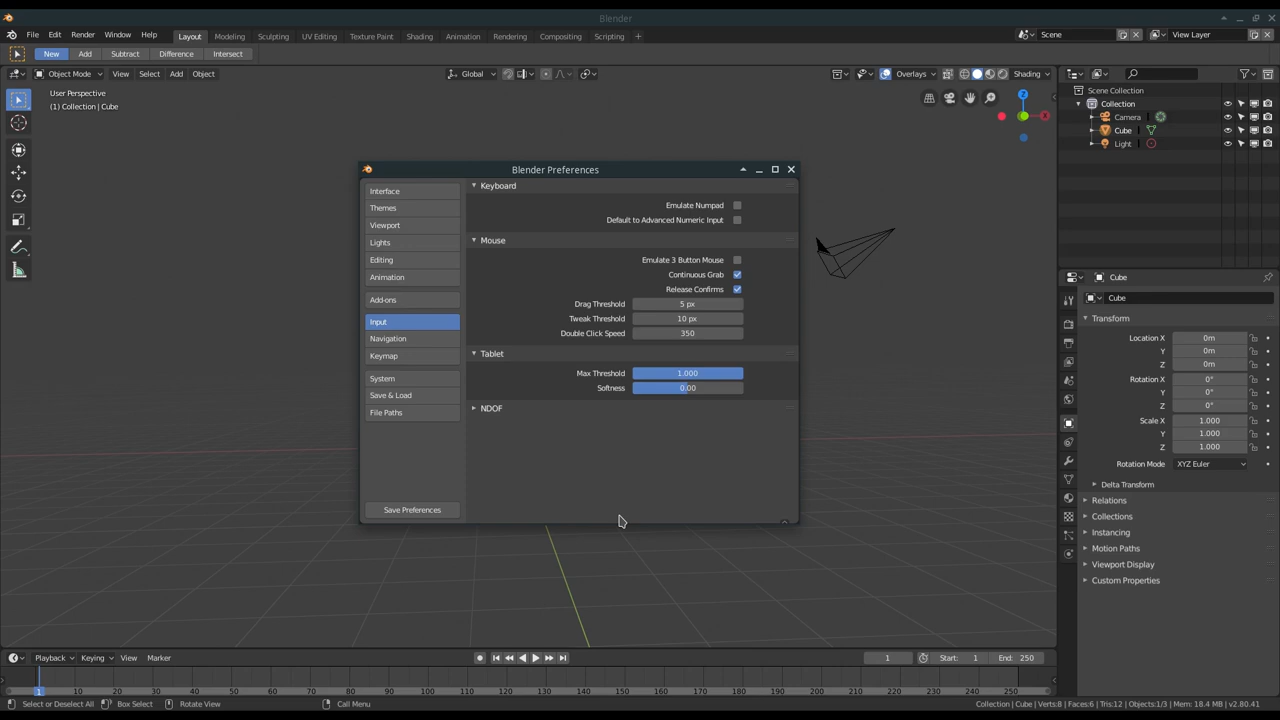 Blender
File Edit Render Window Help Layout Modeling Sculpting UV Editing Texture Paint Shading Animation Rendering Compositing Scripting + Scene View Layer
New Add Subtract Difference Intersect
Object Mode View Select Add Object Global Overlays Shading
User Perspective
(1) Collection | Cube
Z
X
Scene Collection
Collection
Camera
Cube
Light
Blender Preferences
Interface
Themes
Viewport
Lights
Editing
Animation
Add-ons
Input
Navigation
Keymap
System
Save & Load
File Paths
Save Preferences
Keyboard
Emulate Numpad
Default to Advanced Numeric Input
Mouse
Emulate 3 Button Mouse
Continuous Grab
Release Confirms
Drag Threshold 5 px
Tweak Threshold 10 px
Double Click Speed 350
Tablet
Max Threshold 1.000
Softness 0.00
NDOF
Cube
Cube
Transform
Location X 0m
Y 0m
Z 0m
Rotation X 0°
Y 0°
Z 0°
Scale X 1.000
Y 1.000
Z 1.000
Rotation Mode XYZ Euler
Delta Transform
Relations
Collections
Instancing
Motion Paths
Viewport Display
Custom Properties
Playback Keying View Marker 1 Start: 1 End: 250
1 10 20 30 40 50 60 70 80 90 100 110 120 130 140 150 160 170 180 190 200 210 220 230 240 250
Select or Deselect All Box Select Rotate View Call Menu Collection | Cube | Verts:8 | Faces:6 | Tris:12 | Objects:1/3 | Mem: 18.4 MB | v2.80.41